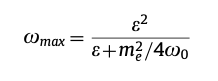 ω_max = ε² / (ε + m_e²/4ω₀)